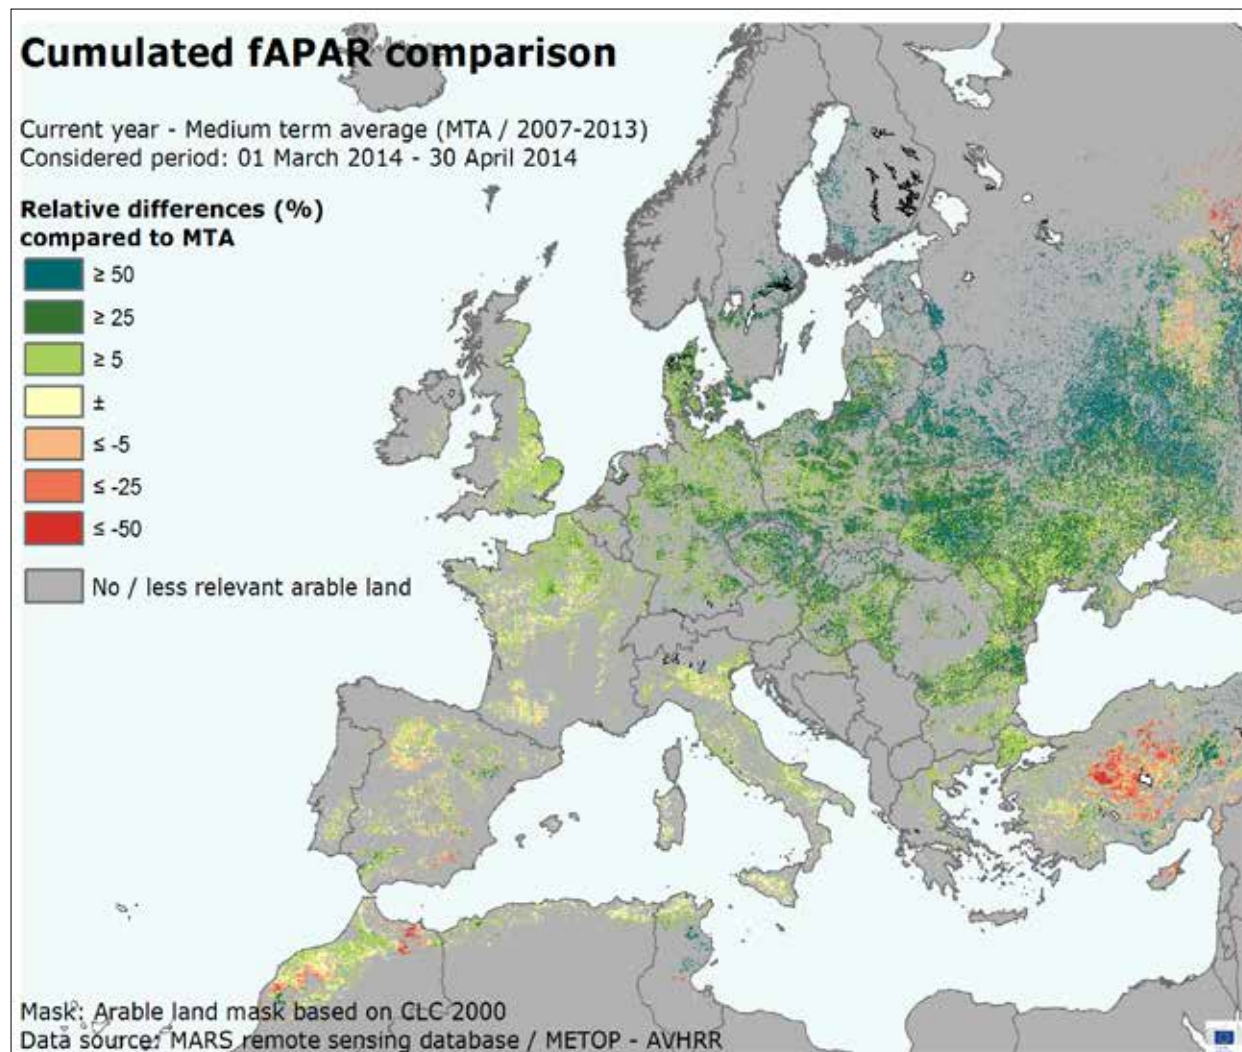 Cumulated fAPAR comparison
Current year - Medium term average (MTA / 2007-2013)
Considered period: 01 March 2014 - 30 April 2014
Relative differences (%)
compared to MTA
≥ 50
≥ 25
≥ 5
±
≤ -5
≤ -25
≤ -50
No / less relevant arable land
Mask: Arable land mask based on CLC 2000
Data source: MARS remote sensing database / METOP - AVHRR